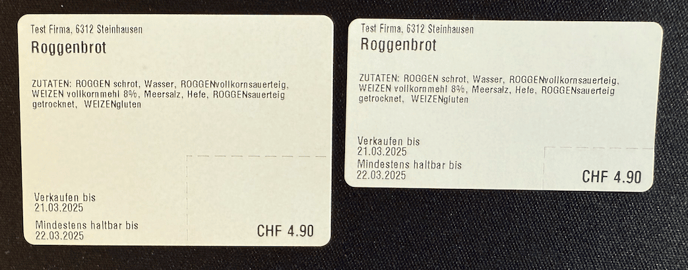 Test Firma, 6312 Steinhausen
Roggenbrot
ZUTATEN: ROGGEN schrot, Wasser, ROGGENvollkornsauerteig,
WEIZEN vollkornmehl 8%, Meersalz, Hefe, ROGGENsauerteig
getrocknet, WEIZENgluten
Verkaufen bis
21.03.2025
Mindestens haltbar bis
22.03.2025
CHF 4.90
Test Firma, 6312 Steinhausen
Roggenbrot
ZUTATEN: ROGGEN schrot, Wasser, ROGGENvollkornsauerteig,
WEIZEN vollkornmehl 8%, Meersalz, Hefe, ROGGENsauerteig
getrocknet, WEIZENgluten
Verkaufen bis
21.03.2025
Mindestens haltbar bis
22.03.2025
CHF 4.90